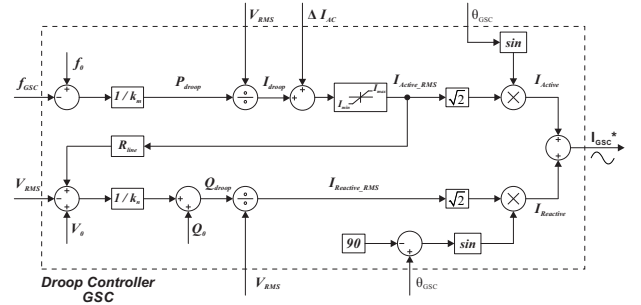 V_RMS
Δ I_AC
θ_GSC
f_0
sin
f_GSC
1 / k_m
P_droop
÷
I_droop
I_min
I_max
I_Active_RMS
√2
I_Active
R_line
I_GSC*
V_RMS
1 / k_n
Q_droop
÷
I_Reactive_RMS
√2
I_Reactive
V_0
Q_0
90
sin
Droop Controller
GSC
V_RMS
θ_GSC